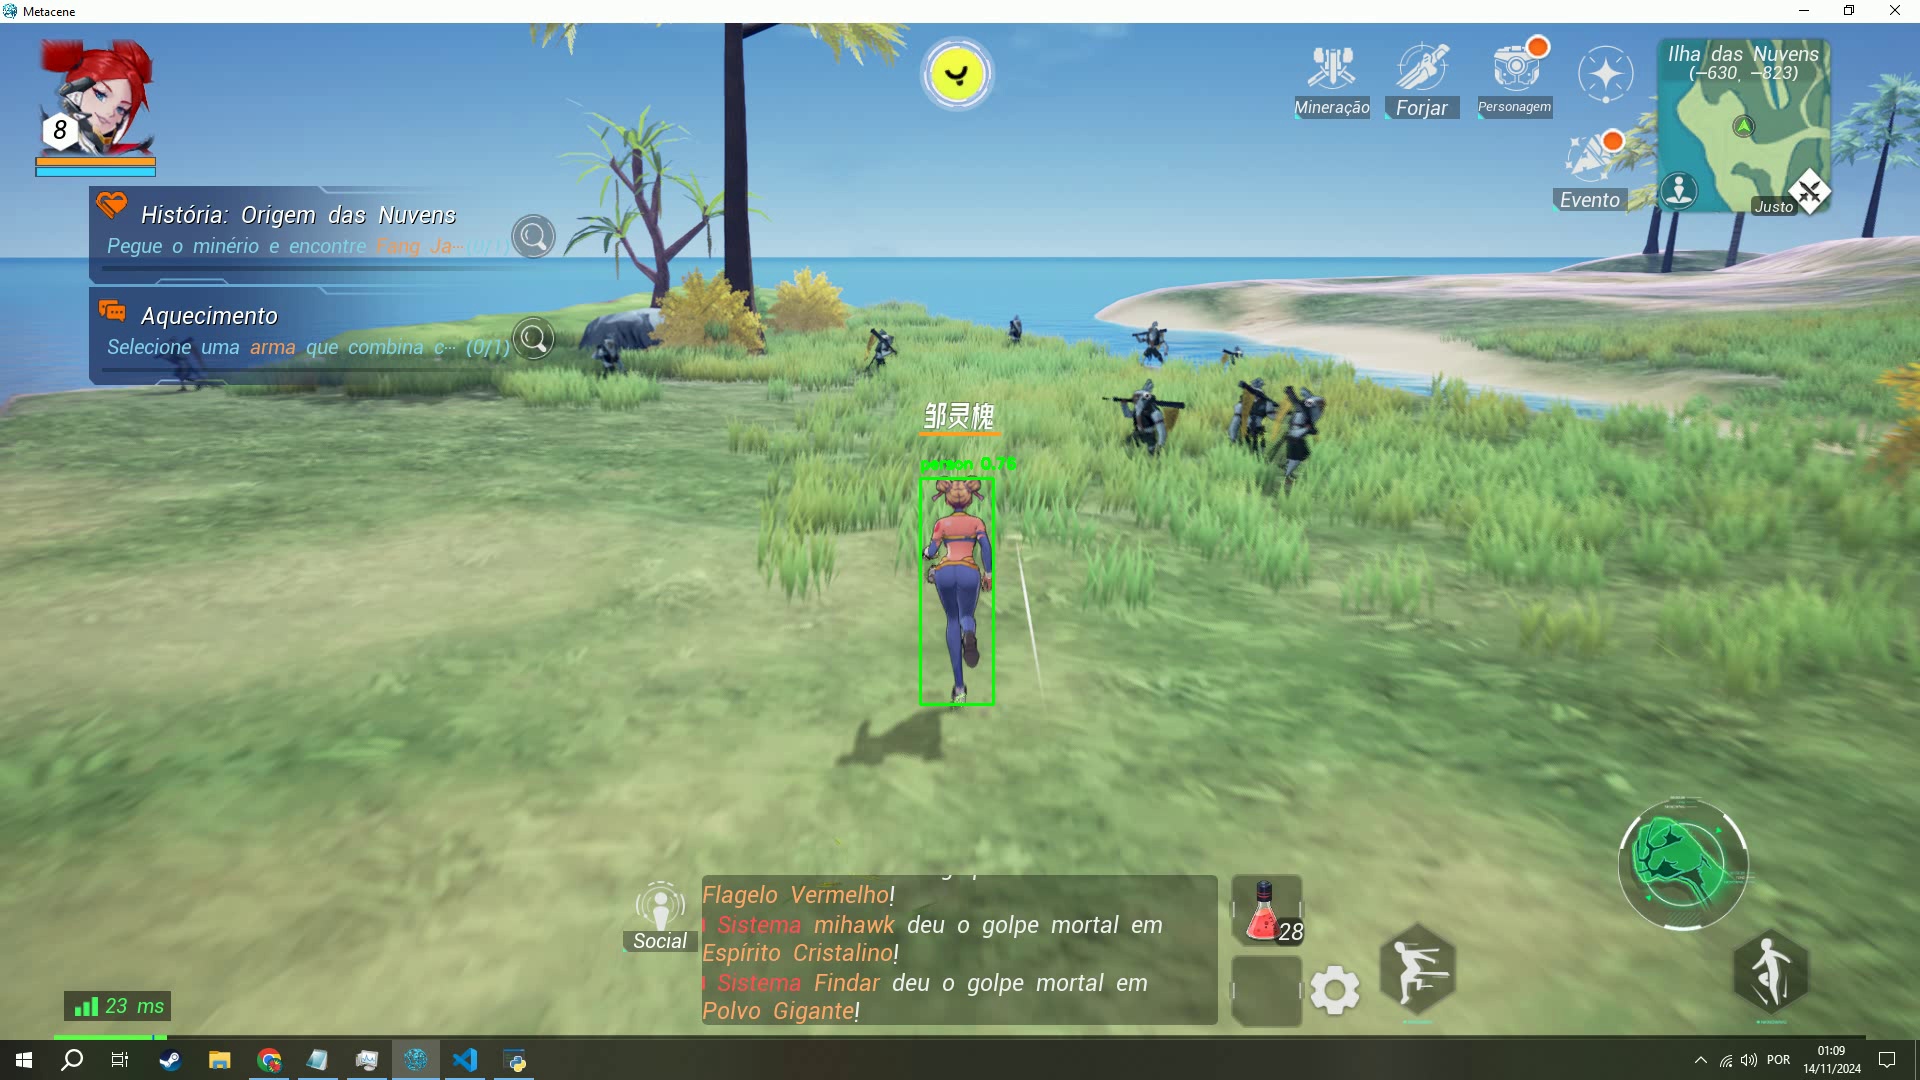 Metacene
8
História: Origem das Nuvens
Pegue o minério e encontre Fang Ja··· (0/1)
Aquecimento
Selecione uma arma que combina c··· (0/1)
Mineração
Forjar
Personagem
Evento
Ilha das Nuvens
(-630, -823)
Justo
邹灵槐
person 0.76
Social
Flagelo Vermelho!
Sistema mihawk deu o golpe mortal em
Espírito Cristalino!
Sistema Findar deu o golpe mortal em
Polvo Gigante!
28
23 ms
POR
01:09
14/11/2024